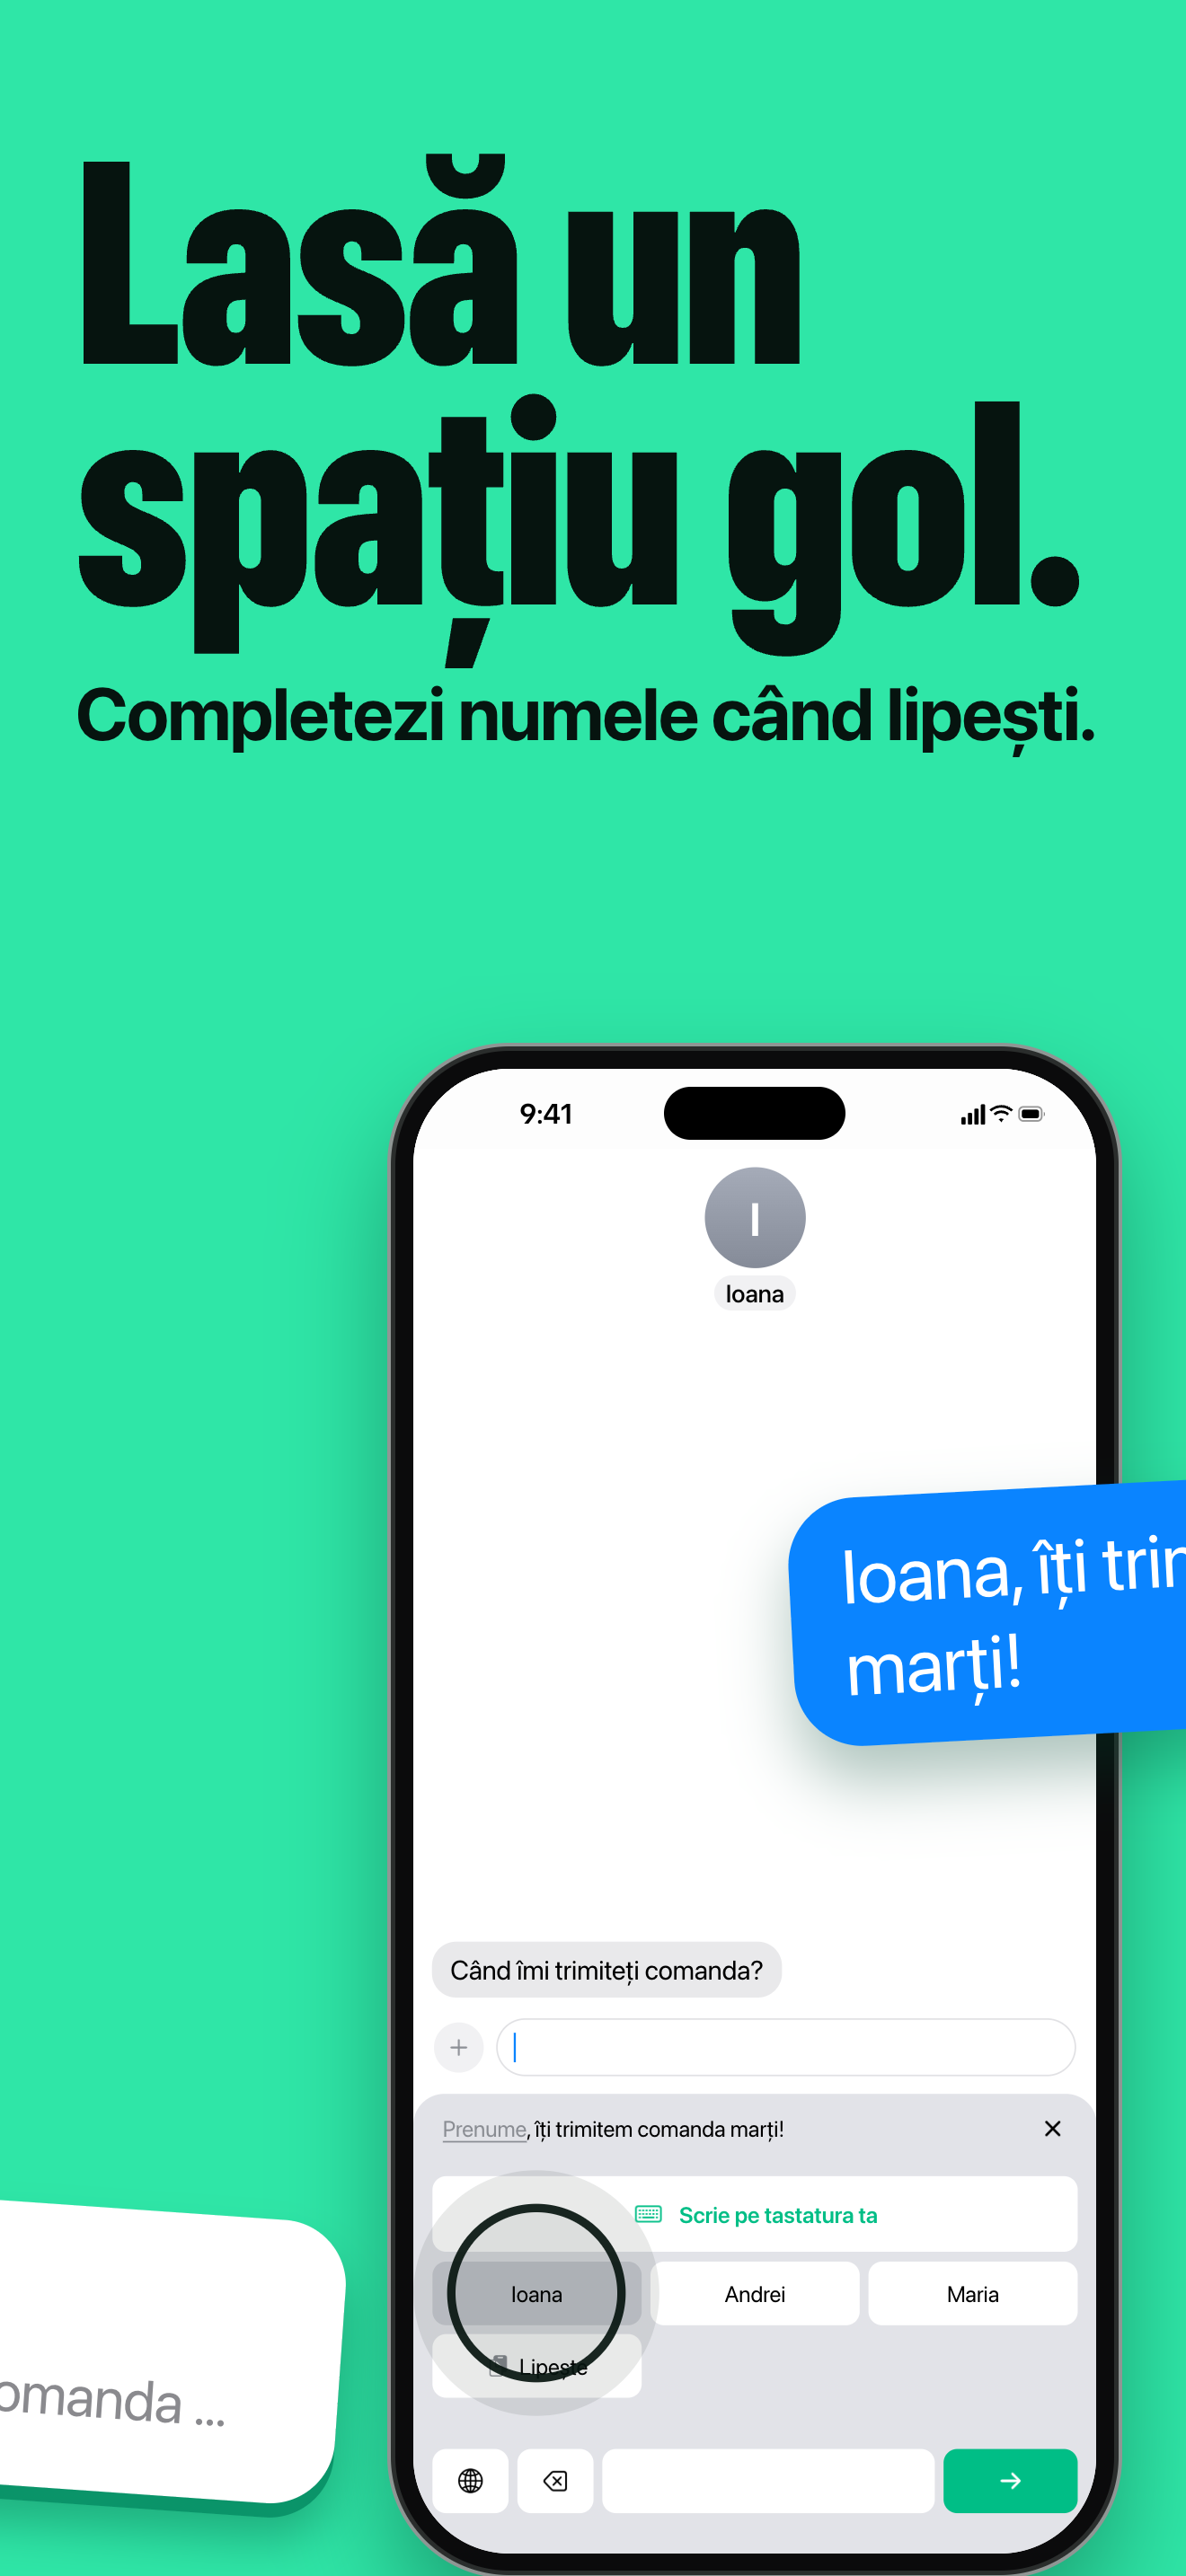 Lasă un
spațiu gol.
Completezi numele când lipești.
9:41
I
Ioana
Ioana, îți
marți!
Când îmi trimiteți comanda?
Prenume, îți trimitem comanda marți!
Scrie pe tastatura ta
Ioana
Andrei
Maria
Lipește
omanda ...